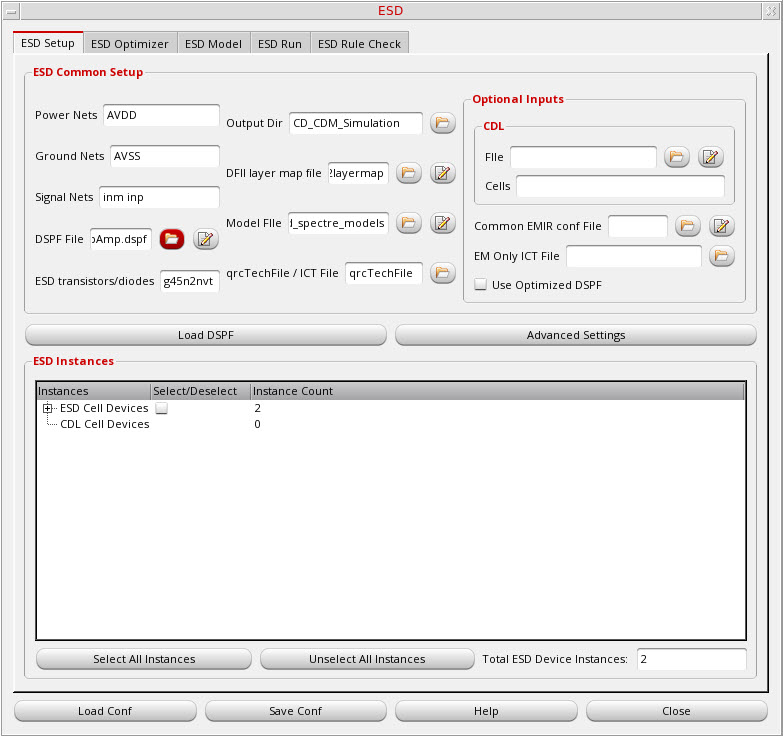 ESD
ESD Setup ESD Optimizer ESD Model ESD Run ESD Rule Check
ESD Common Setup
Power Nets AVDD
Ground Nets AVSS
Signal Nets inm inp
DSPF File oAmp.dspf
ESD transistors/diodes g45n2nvt
Output Dir CD_CDM_Simulation
DFII layer map file layermap
Model FIle d_spectre_models
qrcTechFile / ICT File qrcTechFile
Optional Inputs
CDL
FIle
Cells
Common EMIR conf File
EM Only ICT File
Use Optimized DSPF
Load DSPF Advanced Settings
ESD Instances
Instances Select/Deselect Instance Count
ESD Cell Devices 2
CDL Cell Devices 0
Select All Instances Unselect All Instances Total ESD Device Instances: 2
Load Conf Save Conf Help Close